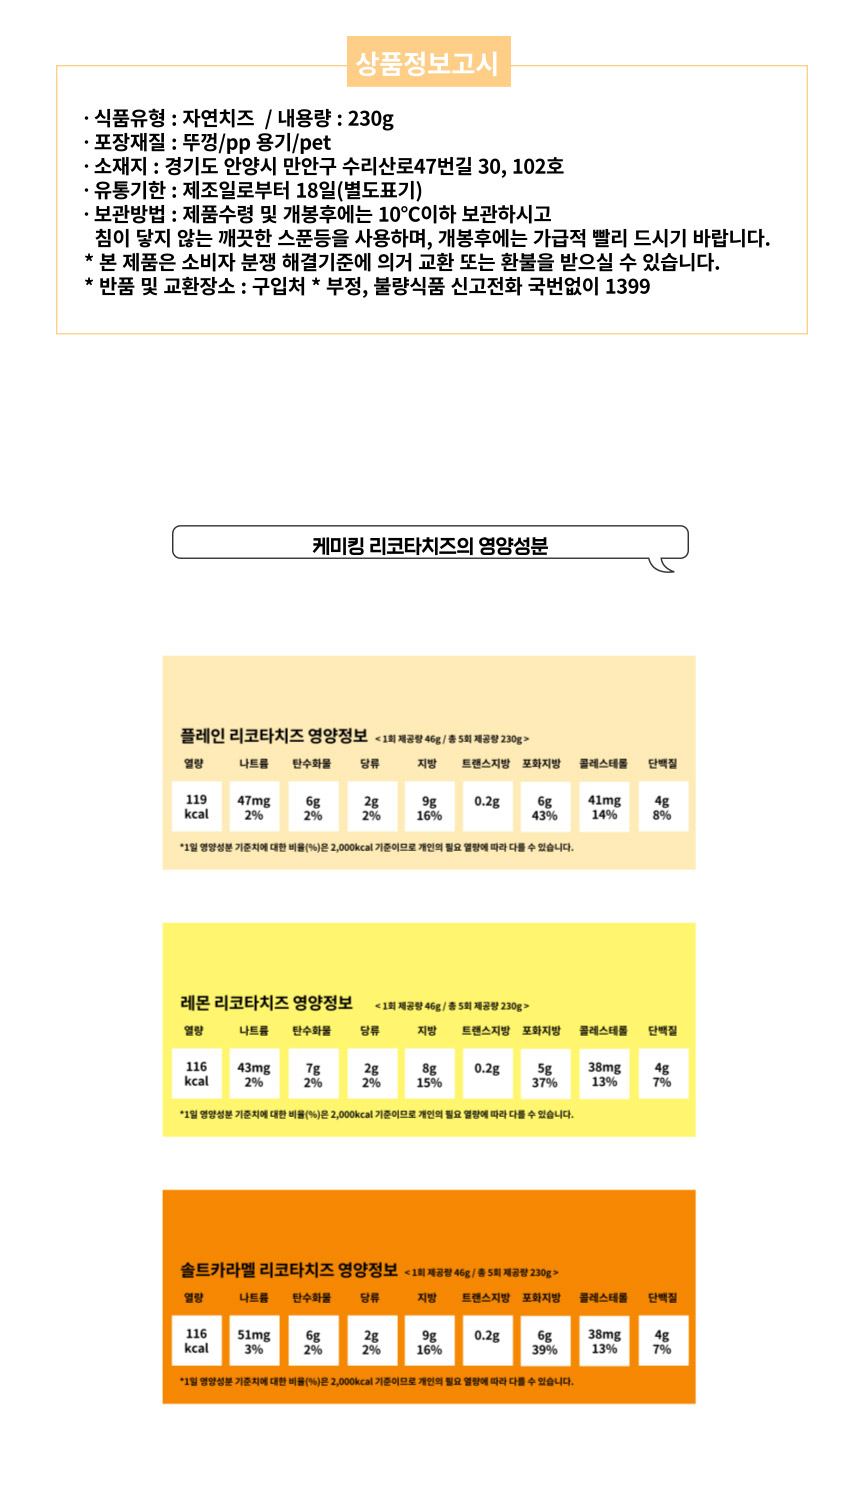 상품정보고시
· 식품유형 : 자연치즈 / 내용량 : 230g
· 포장재질 : 뚜껑/pp 용기/pet
· 소재지 : 경기도 안양시 만안구 수리산로47번길 30, 102호
· 유통기한 : 제조일로부터 18일(별도표기)
· 보관방법 : 제품수령 및 개봉후에는 10℃이하 보관하시고
침이 닿지 않는 깨끗한 스푼등을 사용하며, 개봉후에는 가급적 빨리 드시기 바랍니다.
* 본 제품은 소비자 분쟁 해결기준에 의거 교환 또는 환불을 받으실 수 있습니다.
* 반품 및 교환장소 : 구입처 * 부정, 불량식품 신고전화 국번없이 1399
케미킹 리코타치즈의 영양성분
플레인 리코타치즈 영양정보 < 1회 제공량 46g / 총 5회 제공량 230g >
열량 나트륨 탄수화물 당류 지방 트랜스지방 포화지방 콜레스테롤 단백질
119 47mg 6g 2g 9g 0.2g 6g 41mg 4g
kcal 2% 2% 2% 16% 43% 14% 8%
*1일 영양성분 기준치에 대한 비율(%)은 2,000kcal 기준이므로 개인의 필요 열량에 따라 다를 수 있습니다.
레몬 리코타치즈 영양정보 < 1회 제공량 46g / 총 5회 제공량 230g >
열량 나트륨 탄수화물 당류 지방 트랜스지방 포화지방 콜레스테롤 단백질
116 43mg 7g 2g 8g 0.2g 5g 38mg 4g
kcal 2% 2% 2% 15% 37% 13% 7%
*1일 영양성분 기준치에 대한 비율(%)은 2,000kcal 기준이므로 개인의 필요 열량에 따라 다를 수 있습니다.
솔트카라멜 리코타치즈 영양정보 < 1회 제공량 46g / 총 5회 제공량 230g >
열량 나트륨 탄수화물 당류 지방 트랜스지방 포화지방 콜레스테롤 단백질
116 51mg 6g 2g 9g 0.2g 6g 38mg 4g
kcal 3% 2% 2% 16% 39% 13% 7%
*1일 영양성분 기준치에 대한 비율(%)은 2,000kcal 기준이므로 개인의 필요 열량에 따라 다를 수 있습니다.